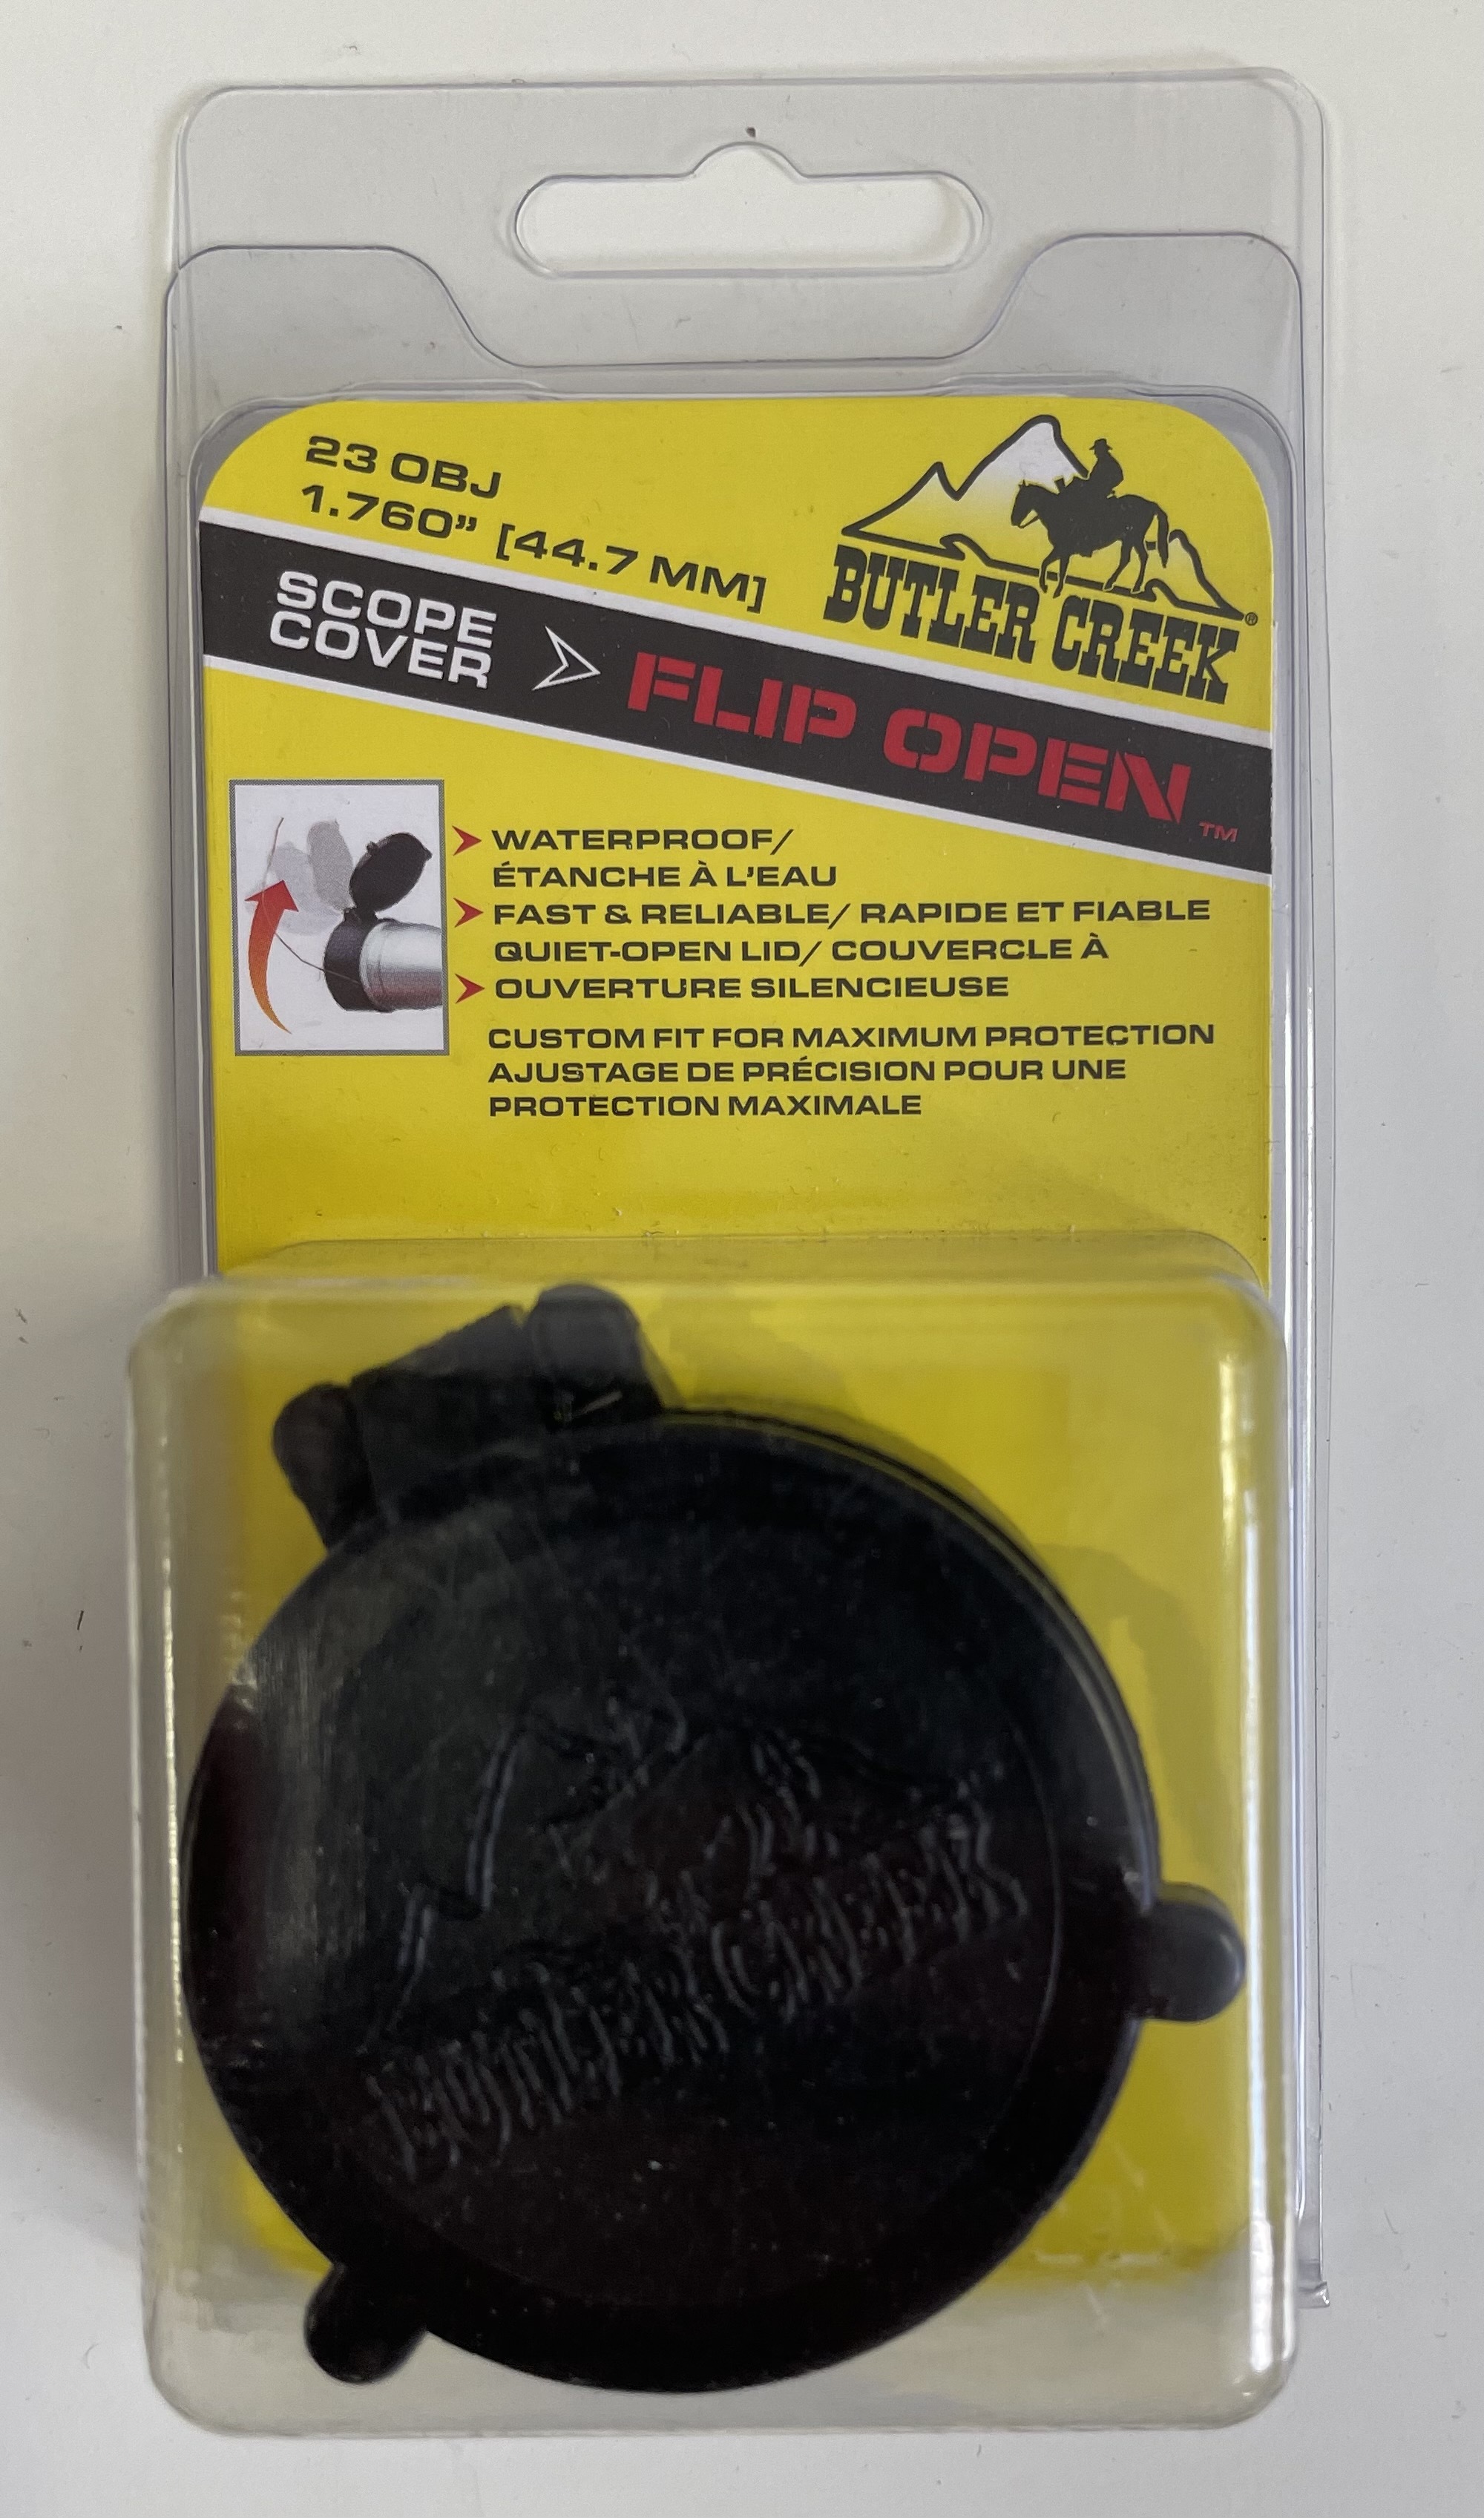 23 OBJ
1.760" [44.7 MM]
BUTLER CREEK®
SCOPE
COVER
FLIP OPEN™
WATERPROOF/
ÉTANCHE À L'EAU
FAST & RELIABLE/ RAPIDE ET FIABLE
QUIET-OPEN LID/ COUVERCLE À
OUVERTURE SILENCIEUSE
CUSTOM FIT FOR MAXIMUM PROTECTION
AJUSTAGE DE PRÉCISION POUR UNE
PROTECTION MAXIMALE
Butler Creek